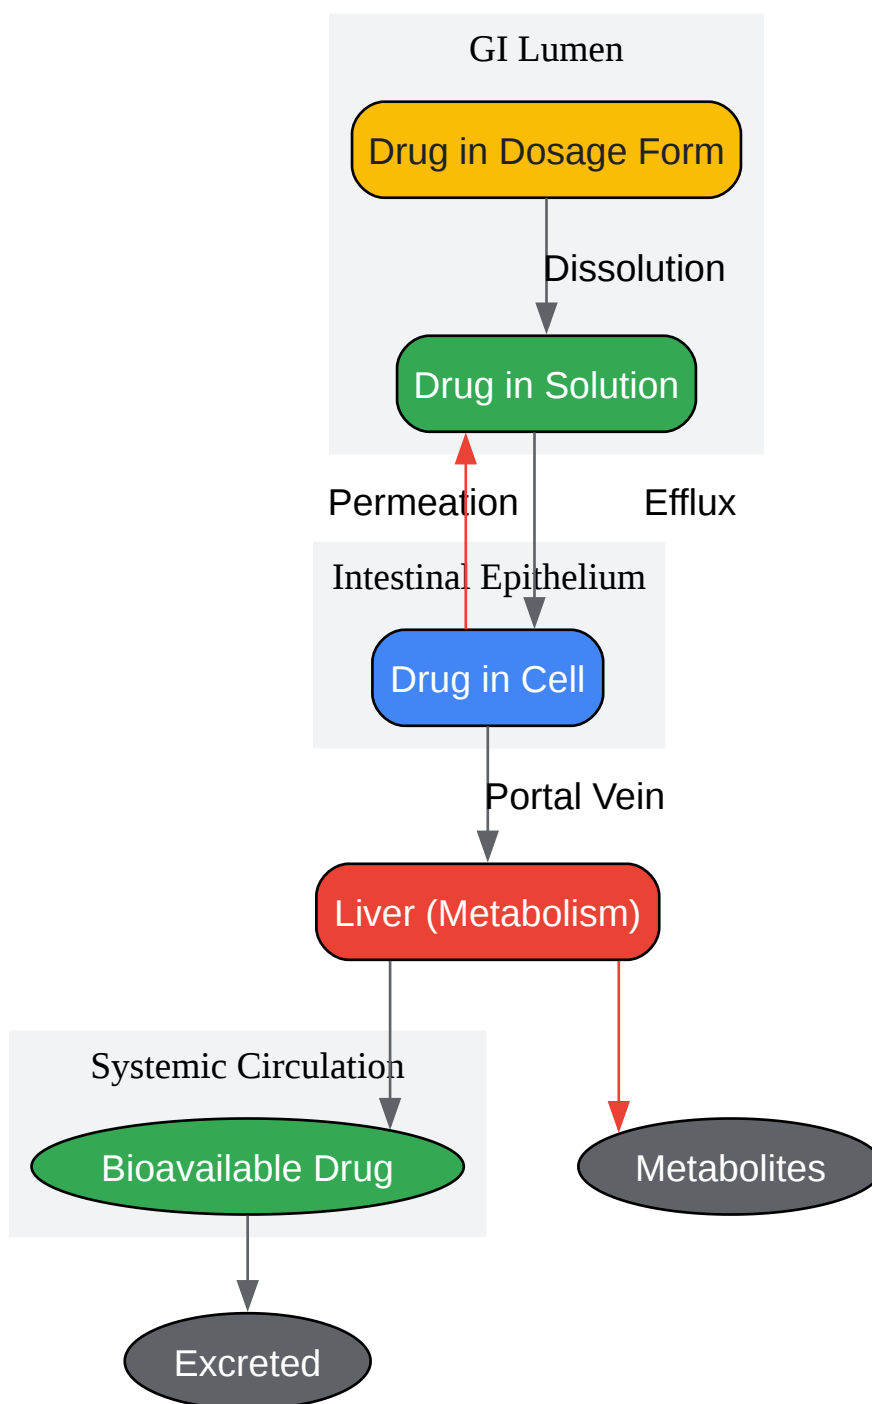 GI Lumen
Drug in Dosage Form
Dissolution
Drug in Solution
Permeation
Efflux
Intestinal Epithelium
Drug in Cell
Portal Vein
Liver (Metabolism)
Systemic Circulation
Bioavailable Drug
Metabolites
Excreted